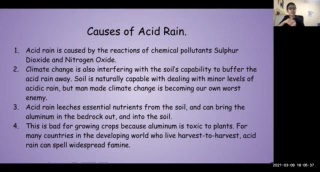 Causes of Acid Rain.
1. Acid rain is caused by the reactions of chemical pollutants Sulphur
Dioxide and Nitrogen Oxide.
2. Climate change is also interfering with the soil's capability to buffer the
acid rain away. Soil is naturally capable with dealing with minor levels of
acidic rain, but man made climate change is becoming our own worst
enemy.
3. Acid rain leeches essential nutrients from the soil, and can bring the
aluminum in the bedrock out, and into the soil.
4. This is bad for growing crops because aluminum is toxic to plants. For
many countries in the developing world who live harvest-to-harvest, acid
rain can spell widespread famine.